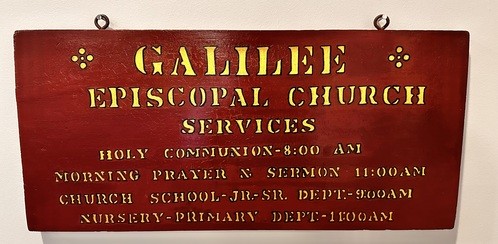 GALILEE
EPISCOPAL CHURCH
SERVICES
HOLY COMMUNION-8:00 AM
MORNING PRAYER & SERMON 11:00AM
CHURCH SCHOOL-JR.-SR. DEPT-9:00AM
NURSERY-PRIMARY DEPT-11:00AM